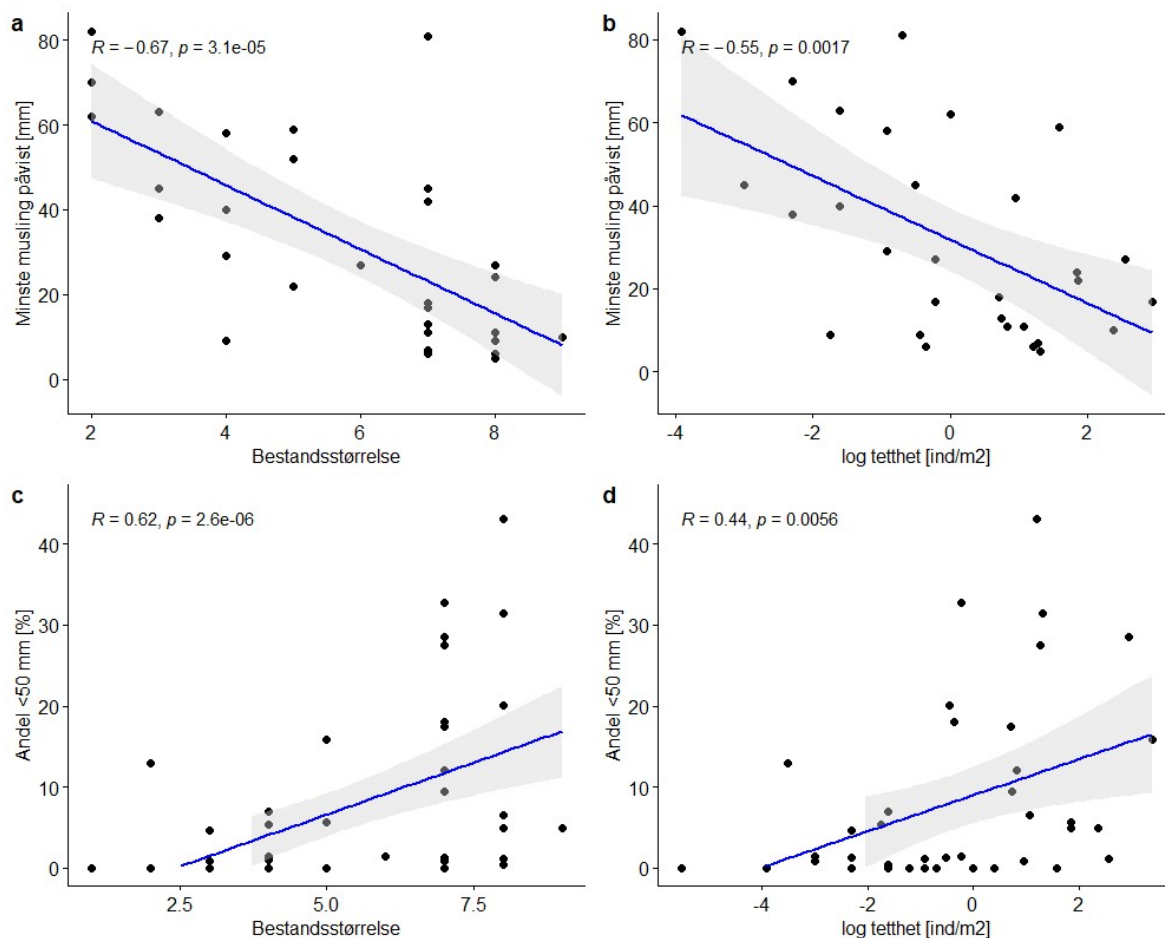 a
R = −0.67, p = 3.1e-05
Minste musling påvist [mm]
80
60
40
20
0
2
4
6
8
Bestandsstørrelse
b
R = −0.55, p = 0.0017
Minste musling påvist [mm]
80
60
40
20
0
-4
-2
0
2
log tetthet [ind/m2]
c
R = 0.62, p = 2.6e-06
Andel <50 mm [%]
40
30
20
10
0
2.5
5.0
7.5
Bestandsstørrelse
d
R = 0.44, p = 0.0056
Andel <50 mm [%]
40
30
20
10
0
-4
-2
0
2
log tetthet [ind/m2]